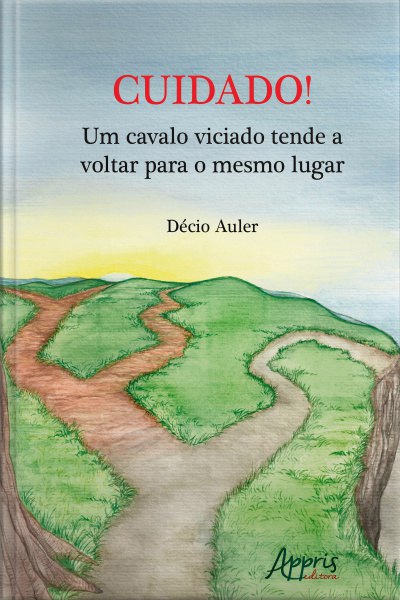 CUIDADO!
Um cavalo viciado tende a
voltar para o mesmo lugar
Décio Auler
Appris
editora